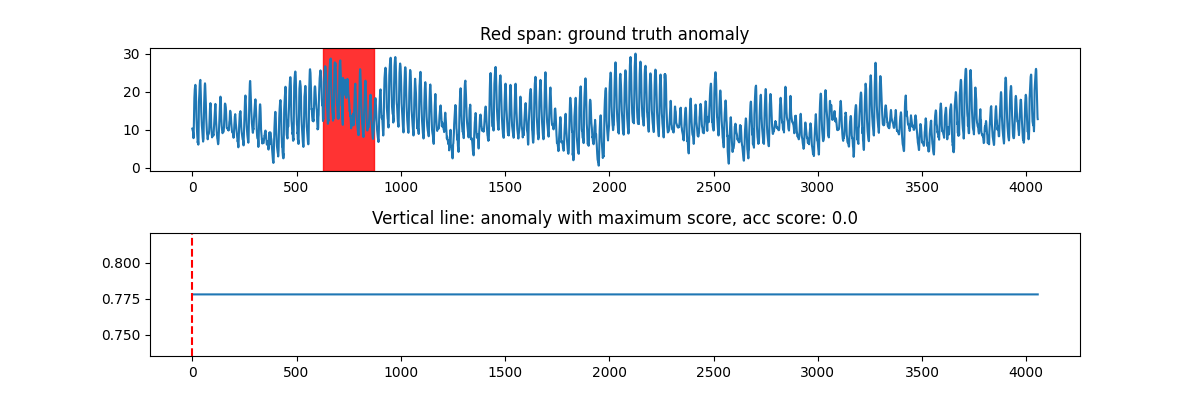 Red span: ground truth anomaly
30
20
10
0
0 500 1000 1500 2000 2500 3000 3500 4000
Vertical line: anomaly with maximum score, acc score: 0.0
0.800
0.775
0.750
0 500 1000 1500 2000 2500 3000 3500 4000